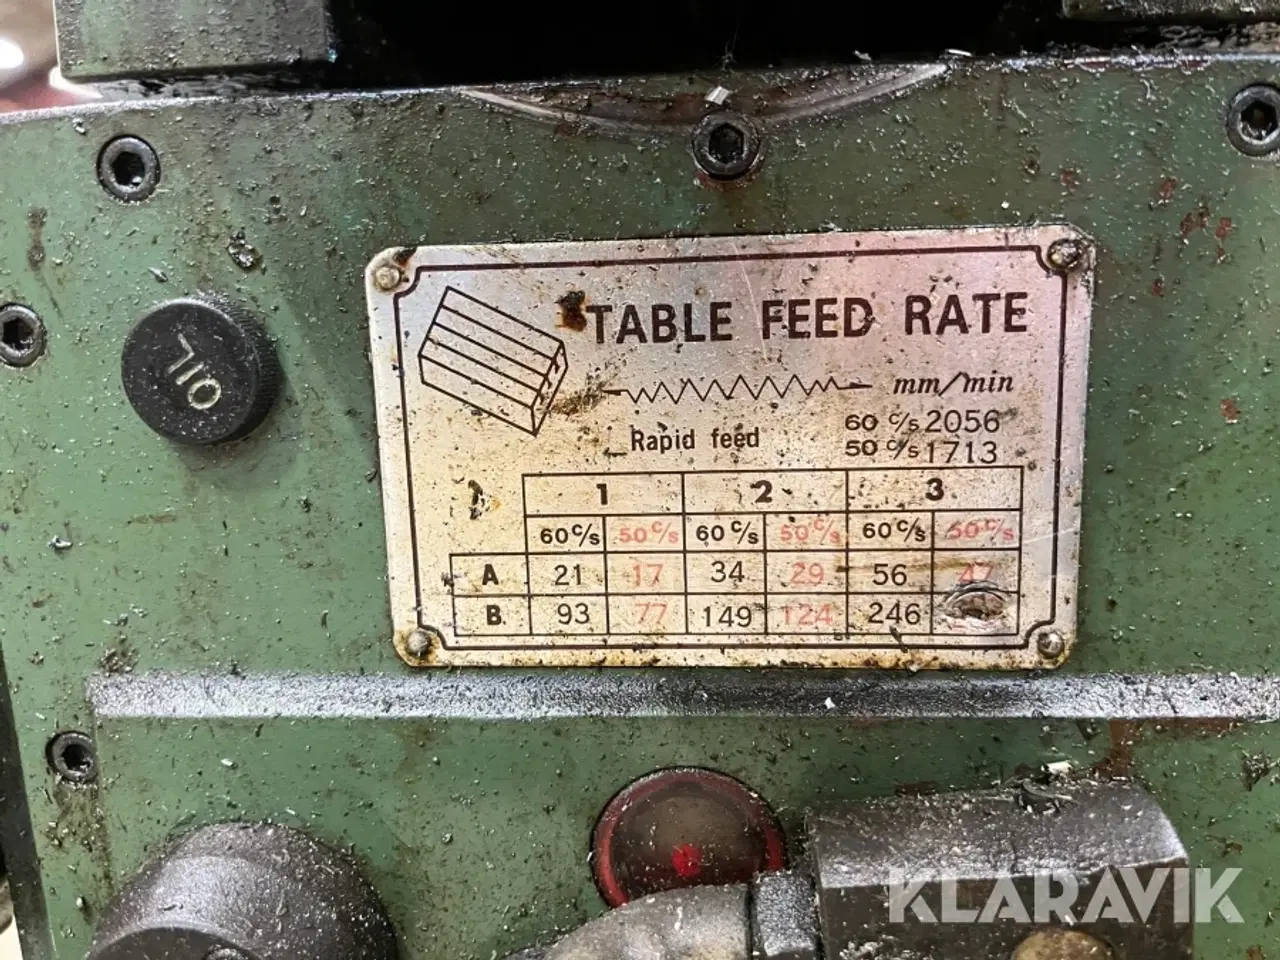 OIL
TABLE FEED RATE
mm/min
Rapid feed 60 c/s 2056
50 c/s 1713
1 2 3
60 c/s 50 c/s 60 c/s 50 c/s 60 c/s 50 c/s
A 21 17 34 29 56 47
B. 93 77 149 124 246
KLARAVIK